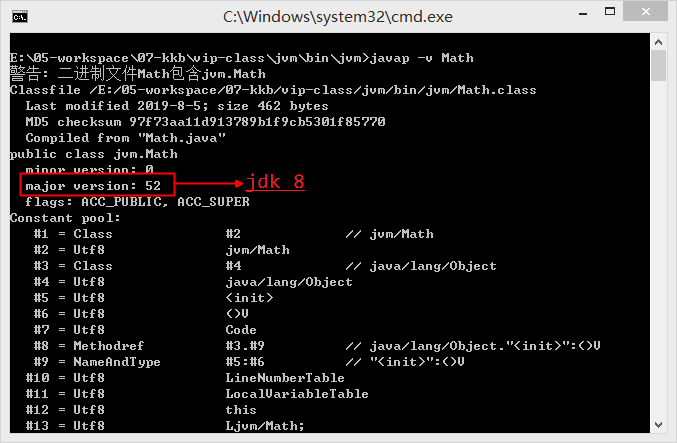 C:\Windows\system32\cmd.exe
E:\05-workspace\07-kkb\vip-class\jvm\bin\jvm>javap -v Math
警告: 二进制文件Math包含jvm.Math
Classfile /E:/05-workspace/07-kkb/vip-class/jvm/bin/jvm/Math.class
Last modified 2019-8-5; size 462 bytes
MD5 checksum 97f73aa11d913789b1f9cb5301f85770
Compiled from "Math.java"
public class jvm.Math
minor version: 0
major version: 52 jdk 8
flags: ACC_PUBLIC, ACC_SUPER
Constant pool:
#1 = Class #2 // jvm/Math
#2 = Utf8 jvm/Math
#3 = Class #4 // java/lang/Object
#4 = Utf8 java/lang/Object
#5 = Utf8 <init>
#6 = Utf8 ()V
#7 = Utf8 Code
#8 = Methodref #3.#9 // java/lang/Object."<init>":()V
#9 = NameAndType #5:#6 // "<init>":()V
#10 = Utf8 LineNumberTable
#11 = Utf8 LocalVariableTable
#12 = Utf8 this
#13 = Utf8 Ljvm/Math;